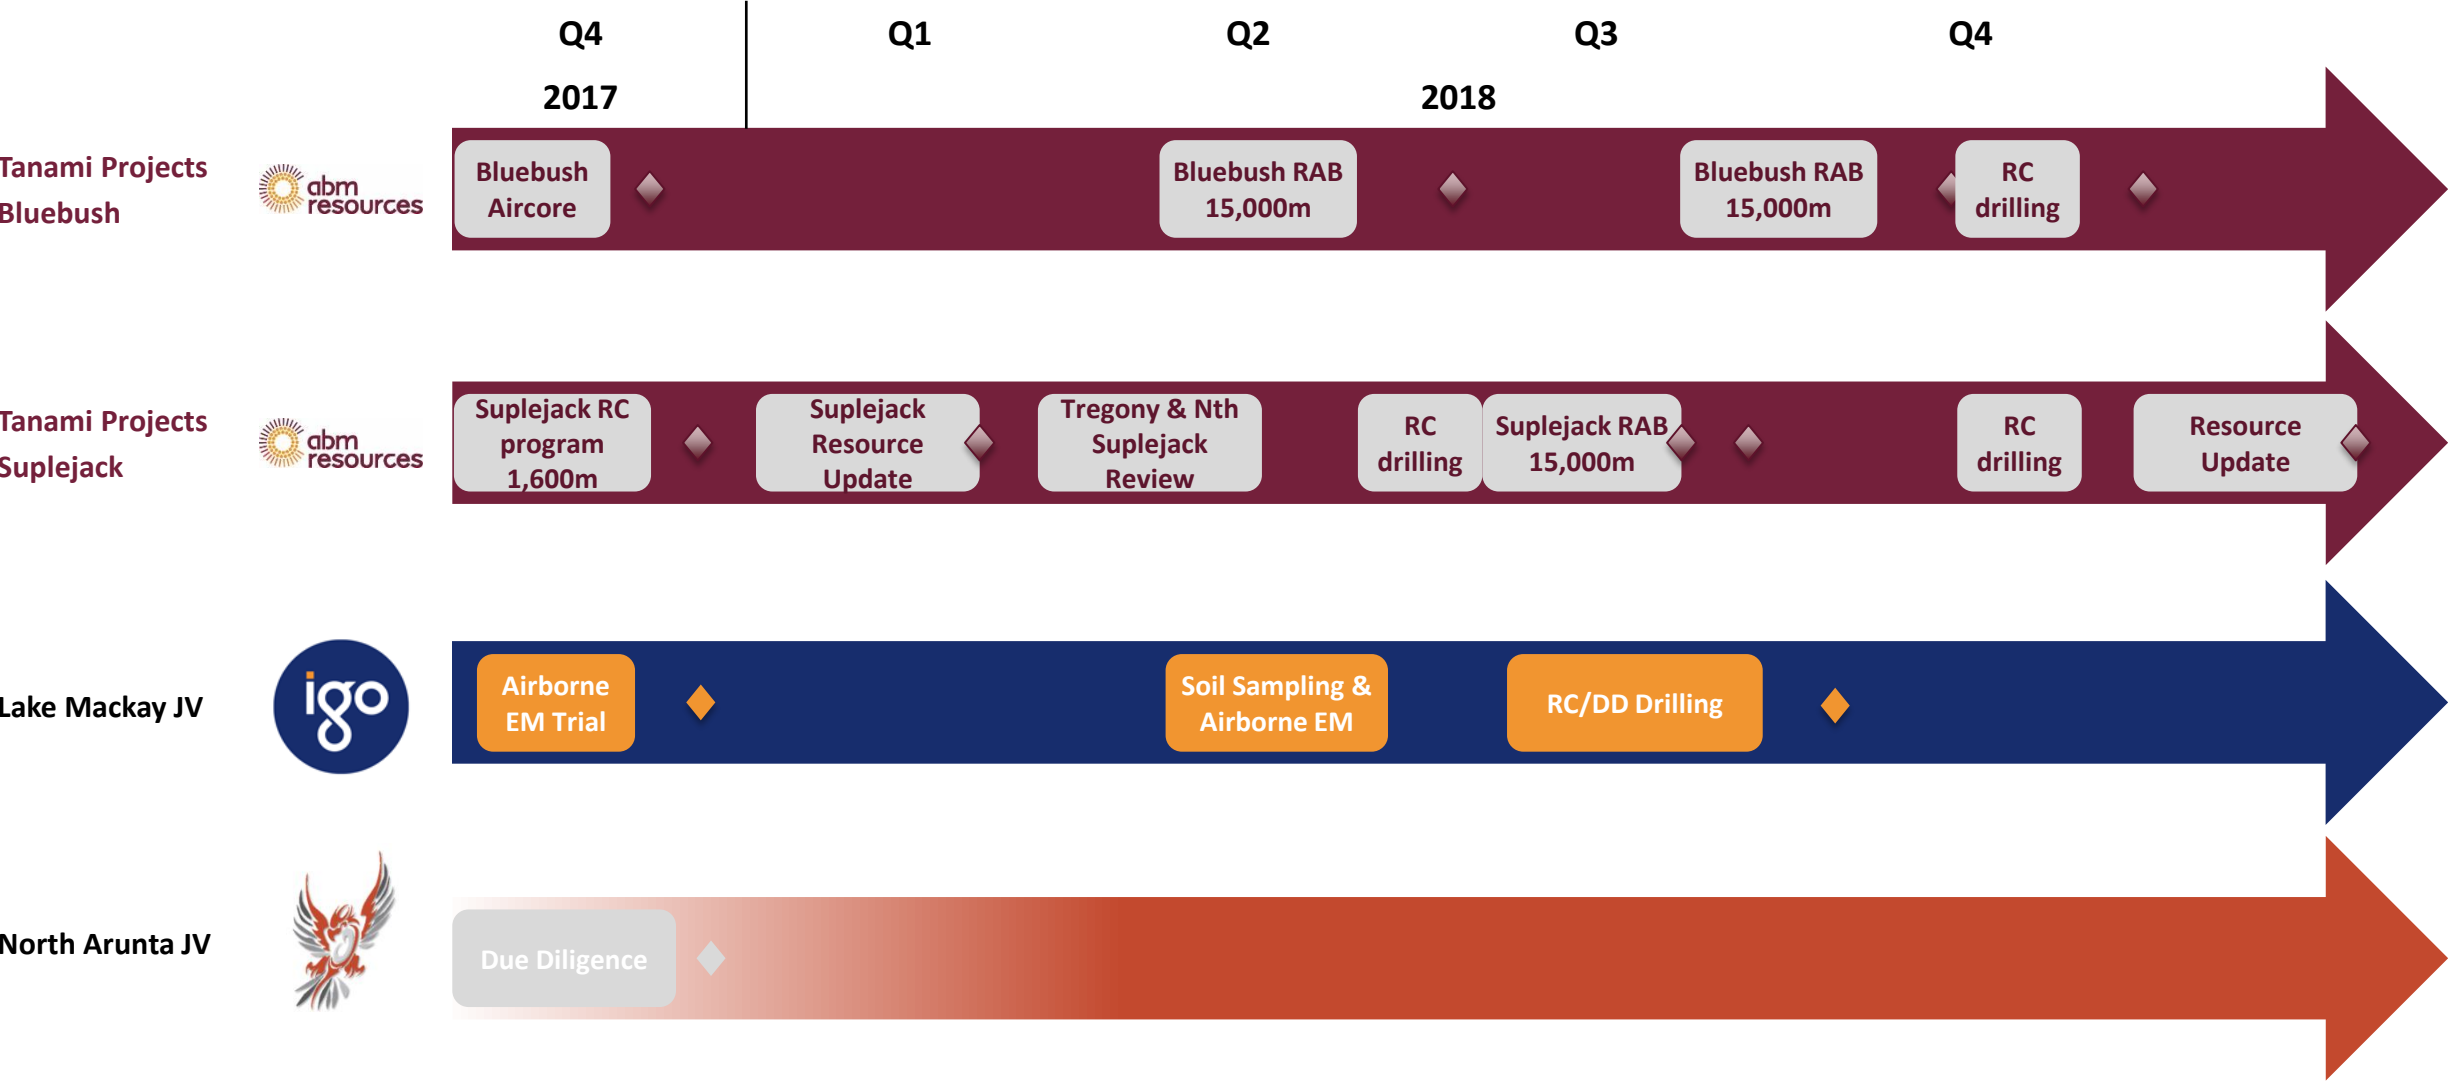 Q4 Q1 Q2 Q3 Q4
2017 2018
Tanami Projects
Bluebush
abm
resources
Bluebush
Aircore
Bluebush RAB
15,000m
Bluebush RAB
15,000m
RC
drilling
Tanami Projects
Suplejack
abm
resources
Suplejack RC
program
1,600m
Suplejack
Resource
Update
Tregony & Nth
Suplejack
Review
RC
drilling
Suplejack RAB
15,000m
RC
drilling
Resource
Update
Lake Mackay JV
igo
Airborne
EM Trial
Soil Sampling &
Airborne EM
RC/DD Drilling
North Arunta JV
Due Diligence